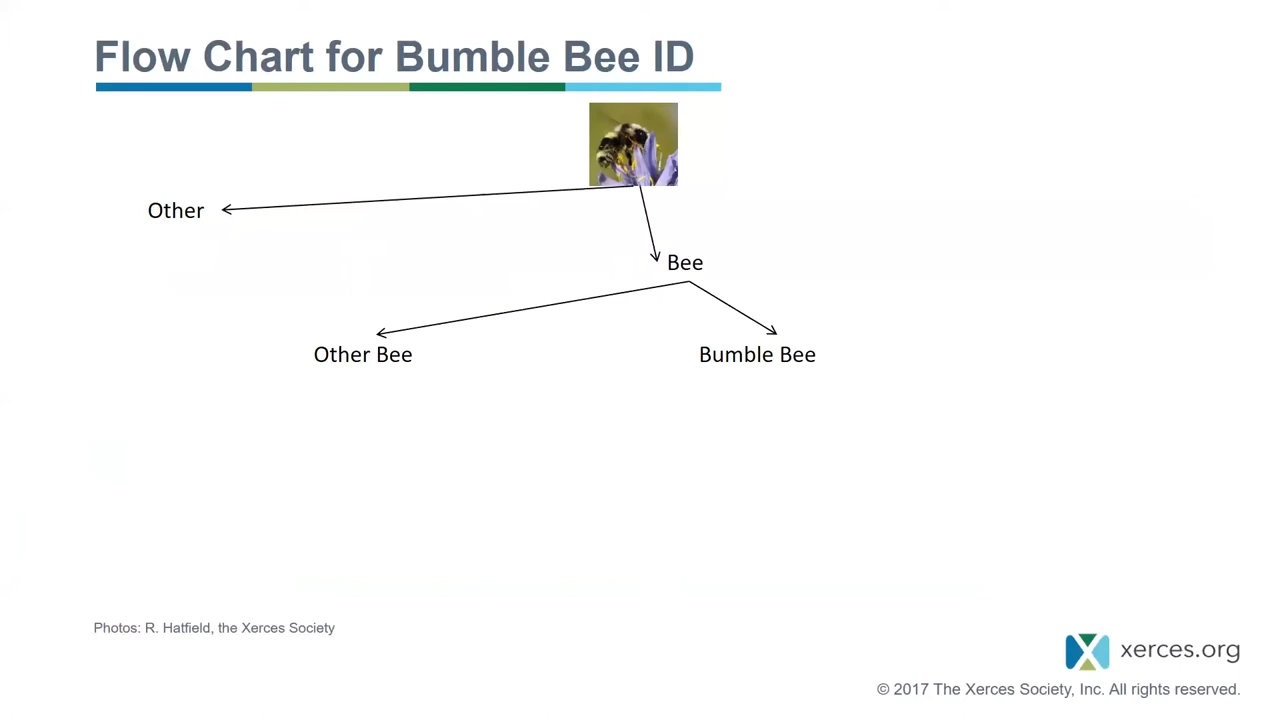 Flow Chart for Bumble Bee ID
Other
Bee
Other Bee
Bumble Bee
Photos: R. Hatfield, the Xerces Society
xerces.org
© 2017 The Xerces Society, Inc. All rights reserved.